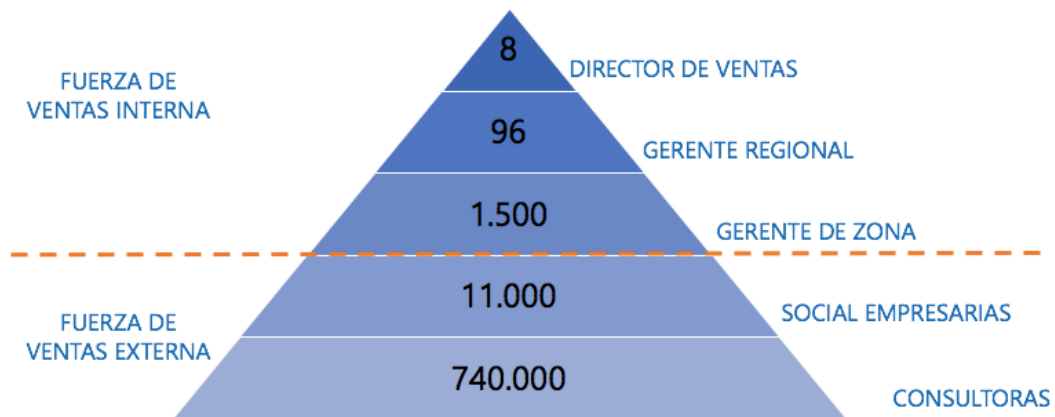 8
DIRECTOR DE VENTAS
FUERZA DE
VENTAS INTERNA
96
GERENTE REGIONAL
1.500
GERENTE DE ZONA
11.000
SOCIAL EMPRESARIAS
FUERZA DE
VENTAS EXTERNA
740.000
CONSULTORAS